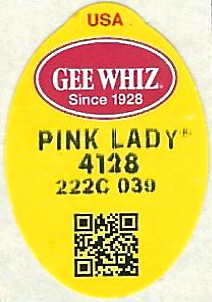 USA
GEE WHIZ®
Since 1928
PINK LADY®
4128
222C 039